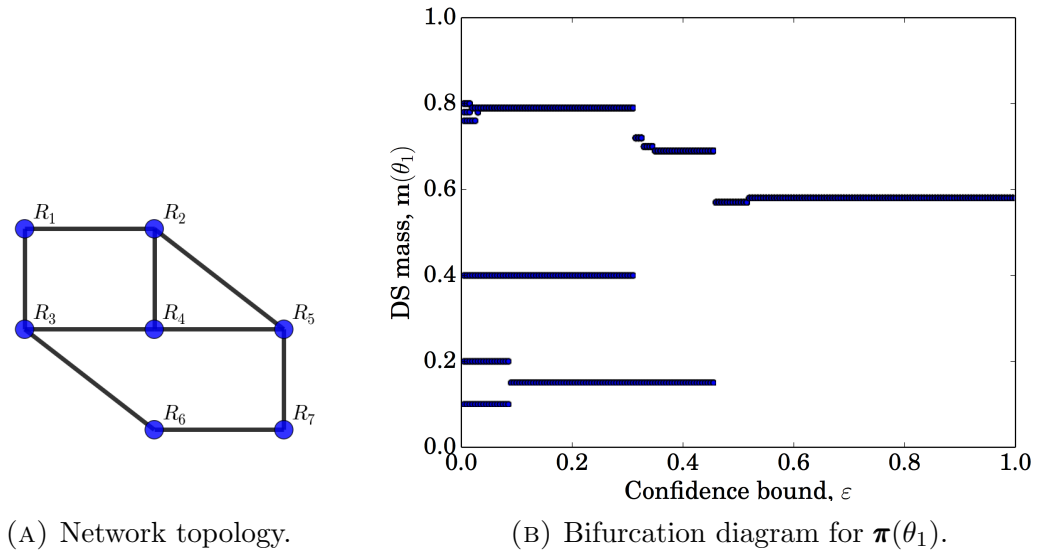 R₁ R₂
R₃ R₄ R₅
R₆ R₇
(A) Network topology.
1.0
0.8
0.6
0.4
0.2
0.0
DS mass, m(θ₁)
0.0 0.2 0.4 0.6 0.8 1.0
Confidence bound, ε
(B) Bifurcation diagram for π(θ₁).